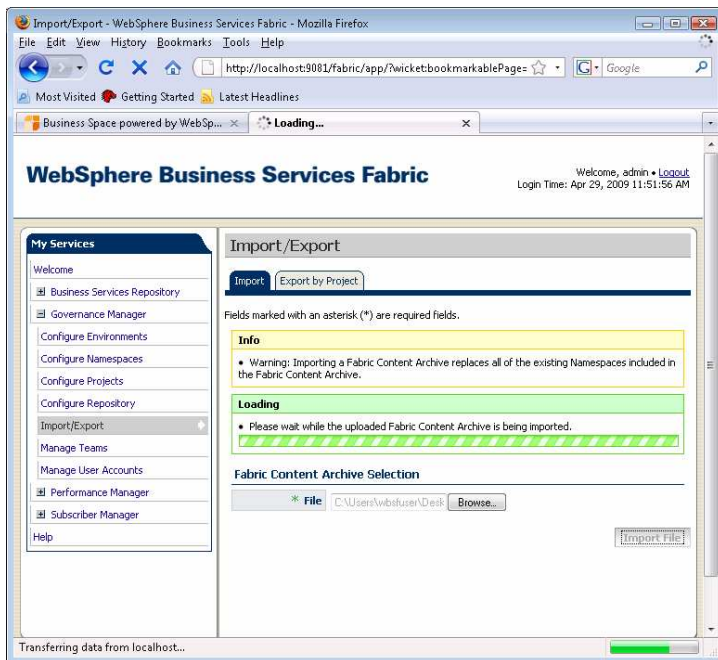 Import/Export - WebSphere Business Services Fabric - Mozilla Firefox
File Edit View History Bookmarks Tools Help
http://localhost:9081/fabric/app/?wicket:bookmarkablePage= G Google
Most Visited Getting Started Latest Headlines
Business Space powered by WebSp... Loading...
WebSphere Business Services Fabric
Welcome, admin • Logout
Login Time: Apr 29, 2009 11:51:56 AM
My Services
Welcome
Business Services Repository
Governance Manager
Configure Environments
Configure Namespaces
Configure Projects
Configure Repository
Import/Export
Manage Teams
Manage User Accounts
Performance Manager
Subscriber Manager
Help
Import/Export
Import Export by Project
Fields marked with an asterisk (*) are required fields.
Info
• Warning: Importing a Fabric Content Archive replaces all of the existing Namespaces included in
the Fabric Content Archive.
Loading
• Please wait while the uploaded Fabric Content Archive is being imported.
Fabric Content Archive Selection
* File C:\Users\wbsfuser\Desk Browse...
Import File
Transferring data from localhost...